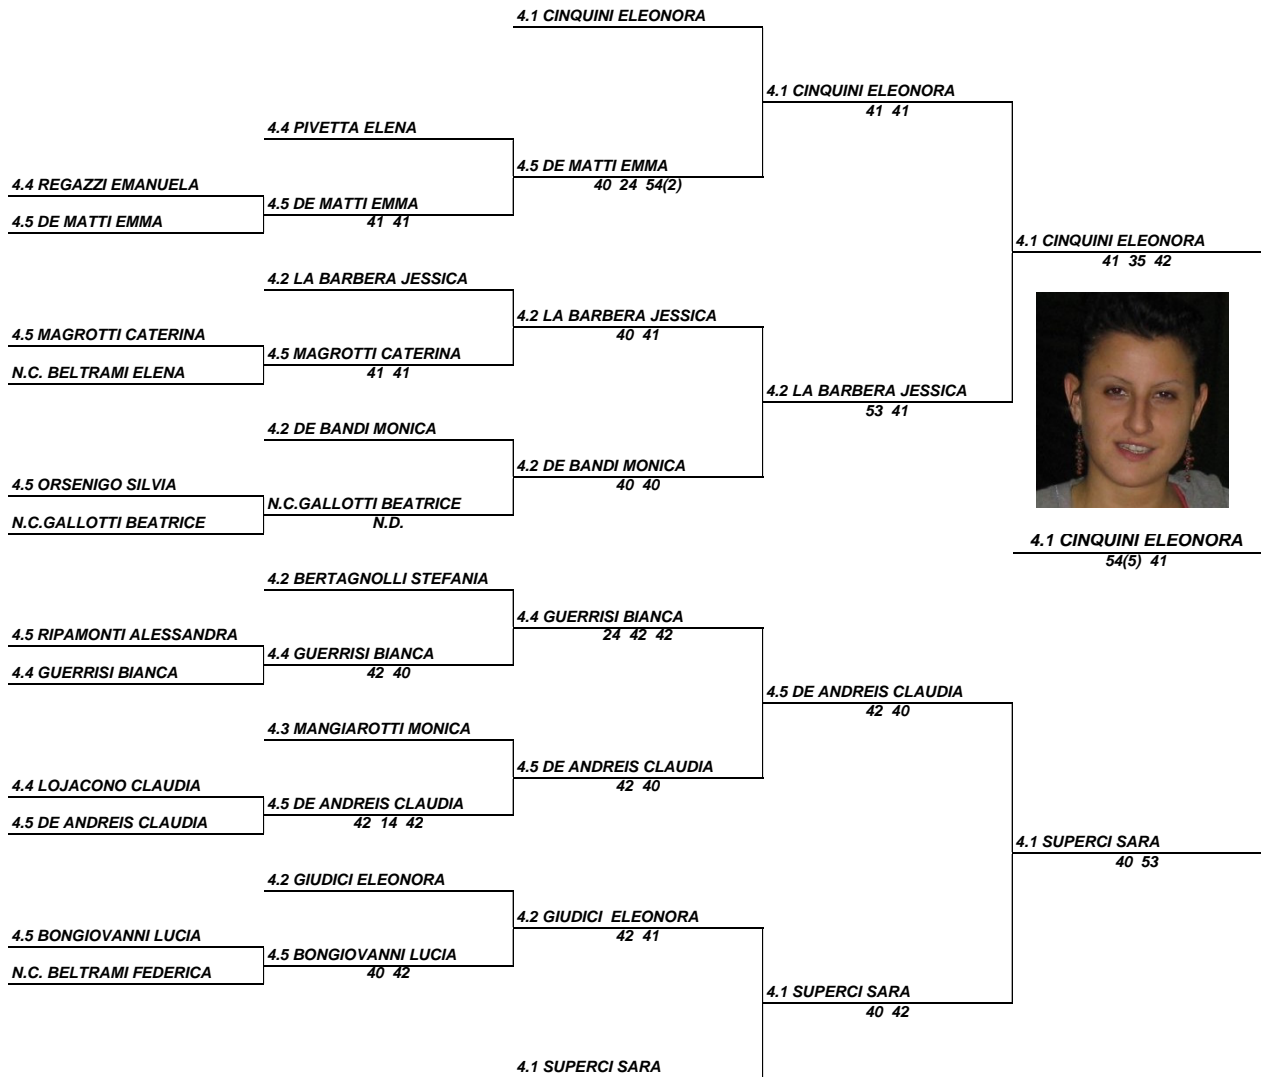 4.1 CINQUINI ELEONORA
4.1 CINQUINI ELEONORA
41 41
4.4 PIVETTA ELENA
4.5 DE MATTI EMMA
40 24 54(2)
4.4 REGAZZI EMANUELA
4.5 DE MATTI EMMA
4.5 DE MATTI EMMA
41 41
4.1 CINQUINI ELEONORA
41 35 42
4.2 LA BARBERA JESSICA
4.2 LA BARBERA JESSICA
40 41
4.5 MAGROTTI CATERINA
4.5 MAGROTTI CATERINA
N.C. BELTRAMI ELENA
41 41
4.2 LA BARBERA JESSICA
53 41
4.2 DE BANDI MONICA
4.2 DE BANDI MONICA
40 40
4.5 ORSENIGO SILVIA
N.C.GALLOTTI BEATRICE
N.C.GALLOTTI BEATRICE
N.D.
4.1 CINQUINI ELEONORA
54(5) 41
4.2 BERTAGNOLLI STEFANIA
4.4 GUERRISI BIANCA
24 42 42
4.5 RIPAMONTI ALESSANDRA
4.4 GUERRISI BIANCA
4.4 GUERRISI BIANCA
42 40
4.5 DE ANDREIS CLAUDIA
42 40
4.3 MANGIAROTTI MONICA
4.5 DE ANDREIS CLAUDIA
42 40
4.4 LOJACONO CLAUDIA
4.5 DE ANDREIS CLAUDIA
4.5 DE ANDREIS CLAUDIA
42 14 42
4.1 SUPERCI SARA
40 53
4.2 GIUDICI ELEONORA
4.2 GIUDICI ELEONORA
42 41
4.5 BONGIOVANNI LUCIA
4.5 BONGIOVANNI LUCIA
N.C. BELTRAMI FEDERICA
40 42
4.1 SUPERCI SARA
40 42
4.1 SUPERCI SARA